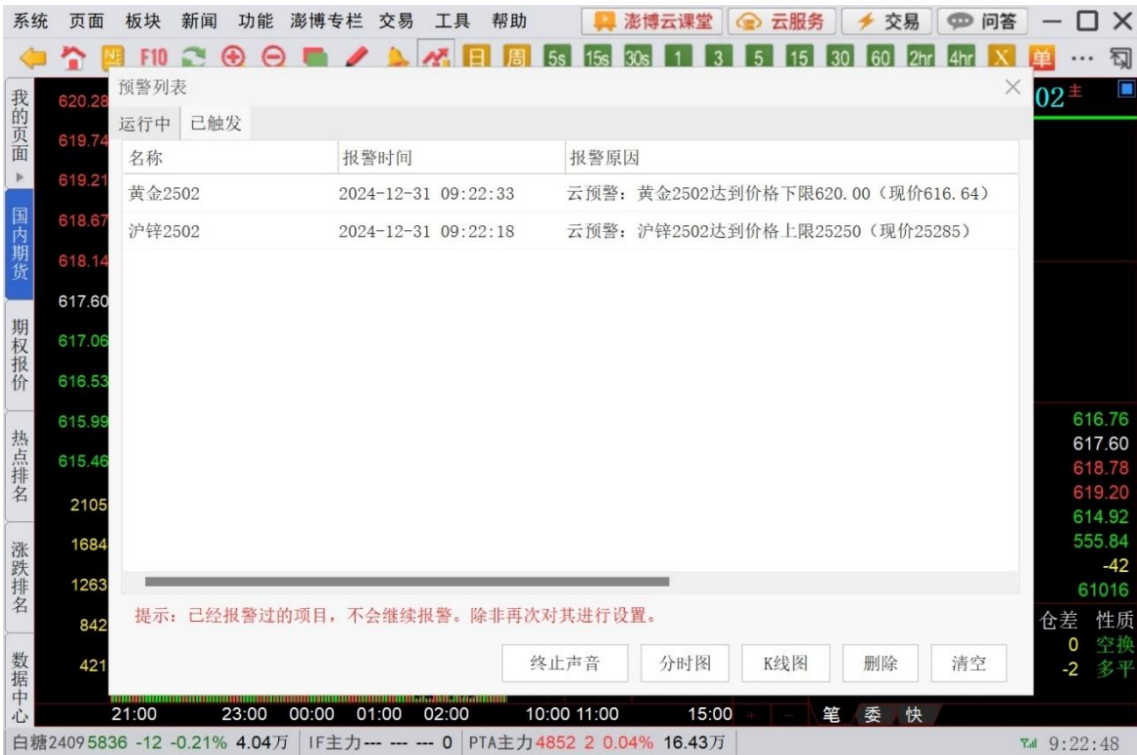 系统 页面 板块 新闻 功能 澎博专栏 交易 工具 帮助 澎博云课堂 云服务 交易 问答
F10 日 周 5s 15s 30s 1 3 5 15 30 60 2hr 4hr X 单 ...
预警列表
运行中 已触发
名称 报警时间 报警原因
黄金2502 2024-12-31 09:22:33 云预警：黄金2502达到价格下限620.00（现价616.64）
沪锌2502 2024-12-31 09:22:18 云预警：沪锌2502达到价格上限25250（现价25285）
提示：已经报警过的项目，不会继续报警。除非再次对其进行设置。
终止声音 分时图 K线图 删除 清空
我的页面
国内期货
期权报价
热点排名
涨跌排名
数据中心
620.28
619.74
619.21
618.67
618.14
617.60
617.06
616.53
615.99
615.46
2105
1684
1263
842
421
02主
616.76
617.60
618.78
619.20
614.92
555.84
-42
61016
仓差 性质
0 空换
-2 多平
21:00 23:00 00:00 01:00 02:00 10:00 11:00 15:00 + - 笔 委 快
白糖2409 5836 -12 -0.21% 4.04万 IF主力 --- --- --- 0 PTA主力 4852 2 0.04% 16.43万 9:22:48